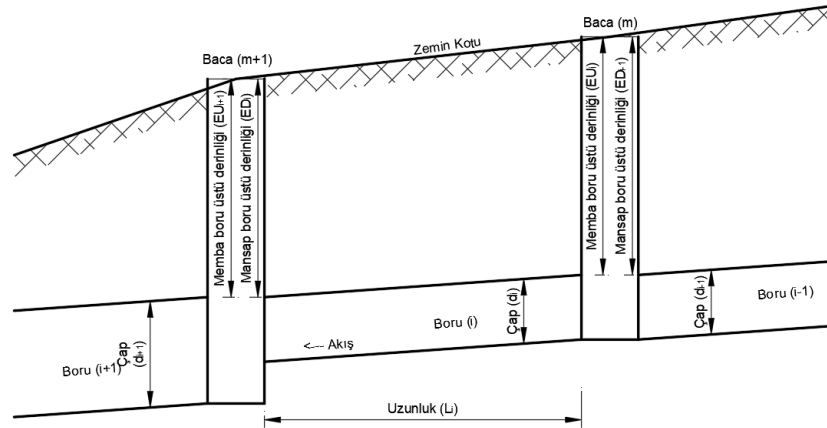 Baca (m)
Baca (m+1)
Zemin Kotu
Memba boru üstü derinliği (EUi+1)
Mansap boru üstü derinliği (EDi)
Memba boru üstü derinliği (EUi)
Mansap boru üstü derinliği (EDi-1)
Çap (di+1)
Boru (i+1)
Boru (i)
<--- Akış
Çap (di)
Çap (di-1)
Boru (i-1)
Uzunluk (Li)